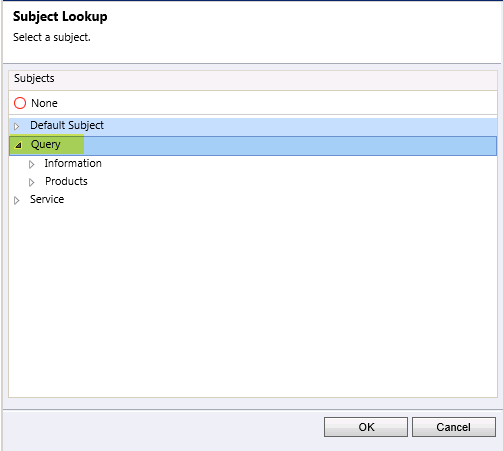 Subject Lookup
Select a subject.
Subjects
None
Default Subject
Query
Information
Products
Service
OK Cancel